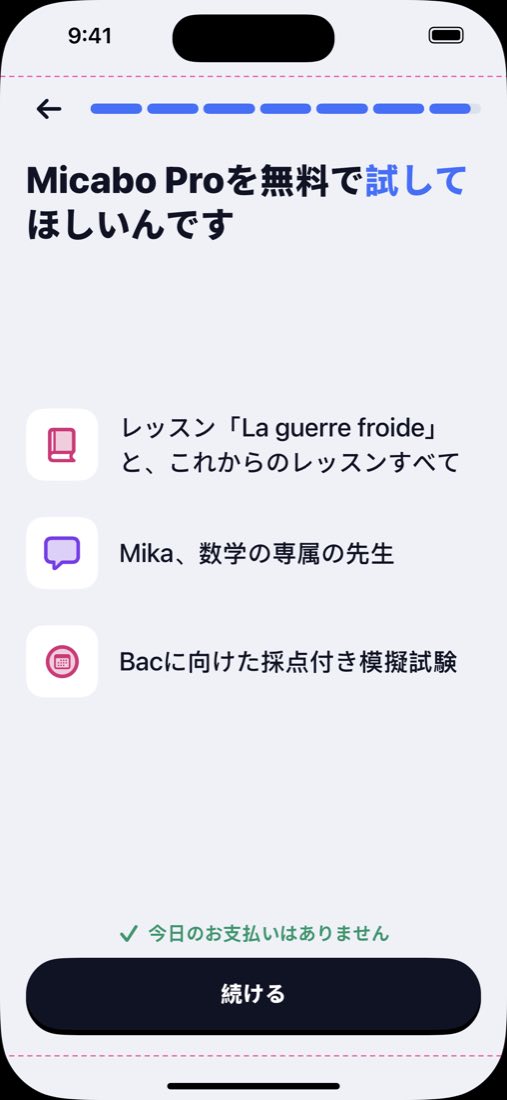 9:41
Micabo Proを無料で試して
ほしいんです
レッスン「La guerre froide」
と、これからのレッスンすべて
Mika、数学の専属の先生
Bacに向けた採点付き模擬試験
今日のお支払いはありません
続ける